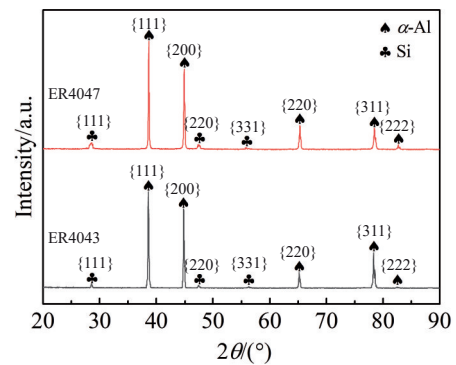 {111}
♠ α-Al
{200}
♣ Si
ER4047
{111}
{220}
{331}
{220}
{311}
{222}
{111}
{200}
ER4043
{111}
{220}
{331}
{220}
{311}
{222}
Intensity/a.u.
20 30 40 50 60 70 80 90
2θ/(°)